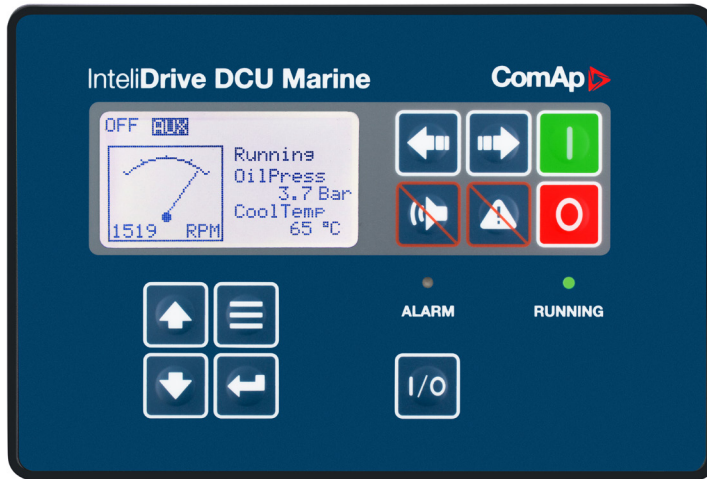 InteliDrive DCU Marine
ComAp
OFF AUX
Running
OilPress
3.7 Bar
CoolTemp
65 °C
1519 RPM
ALARM
RUNNING
I/O